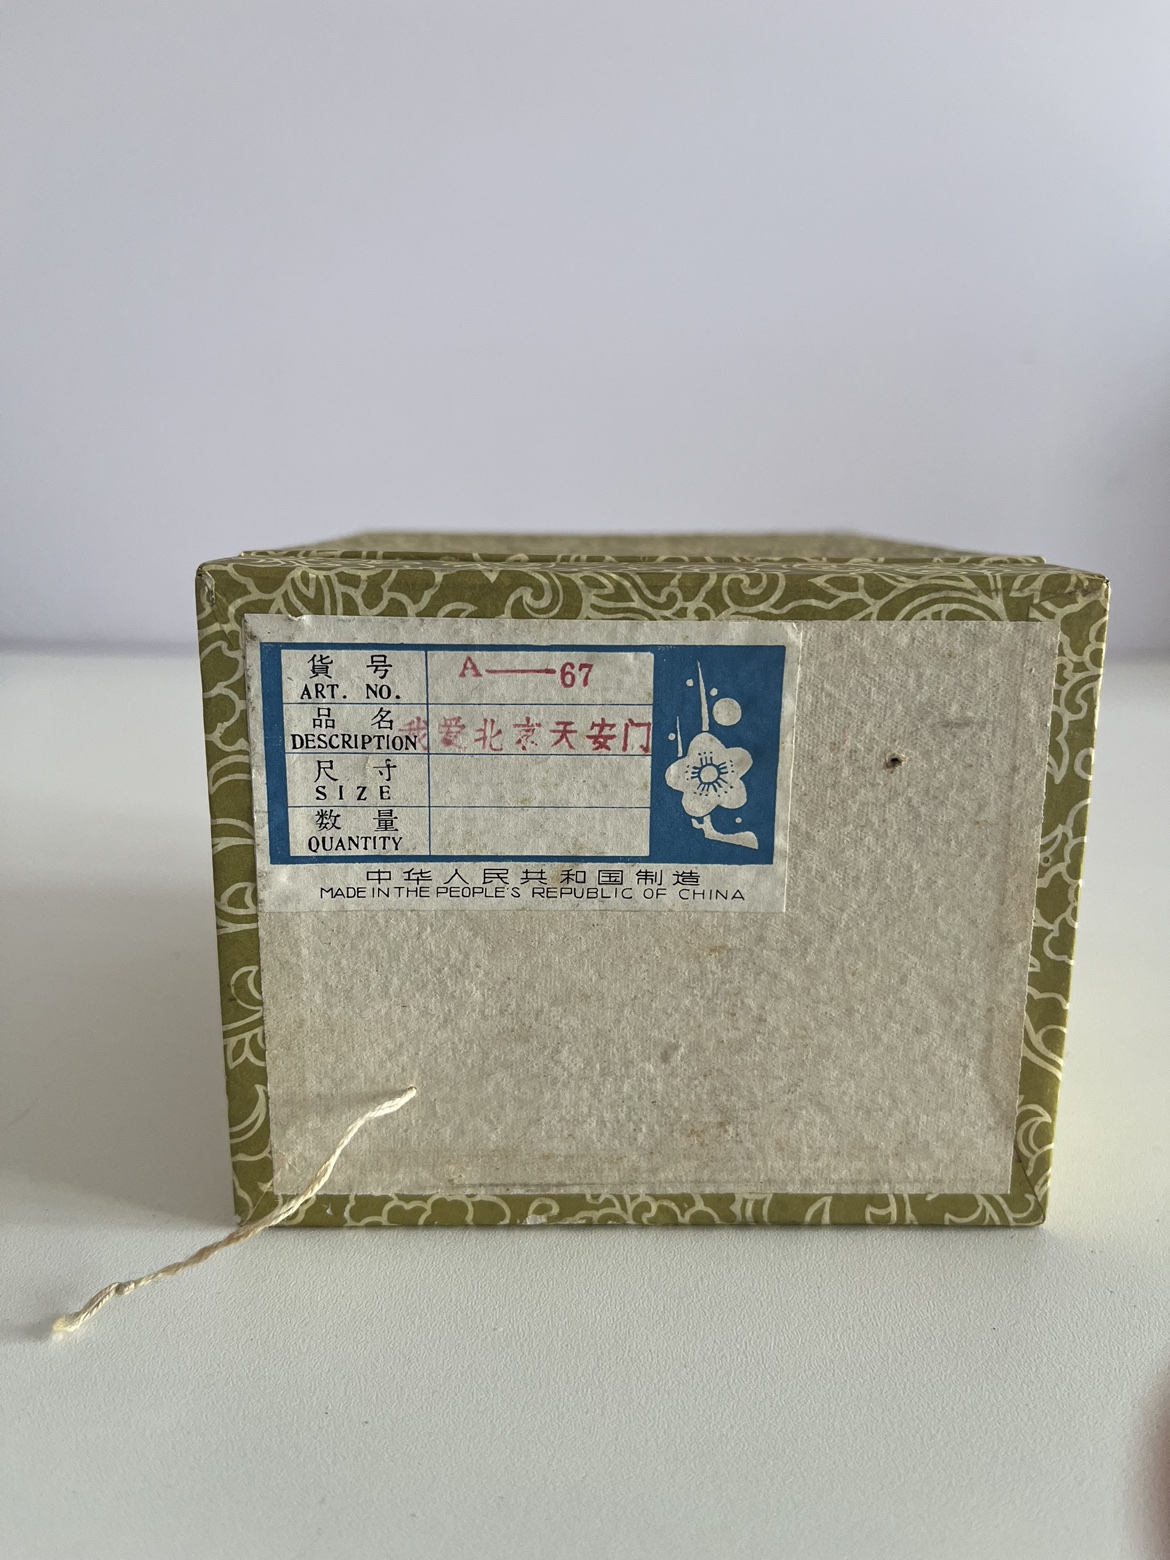 貨 号 A——67
ART. NO.
品 名 我爱北京天安门
DESCRIPTION
尺 寸
SIZE
数 量
QUANTITY
中华人民共和国制造
MADE IN THE PEOPLE'S REPUBLIC OF CHINA